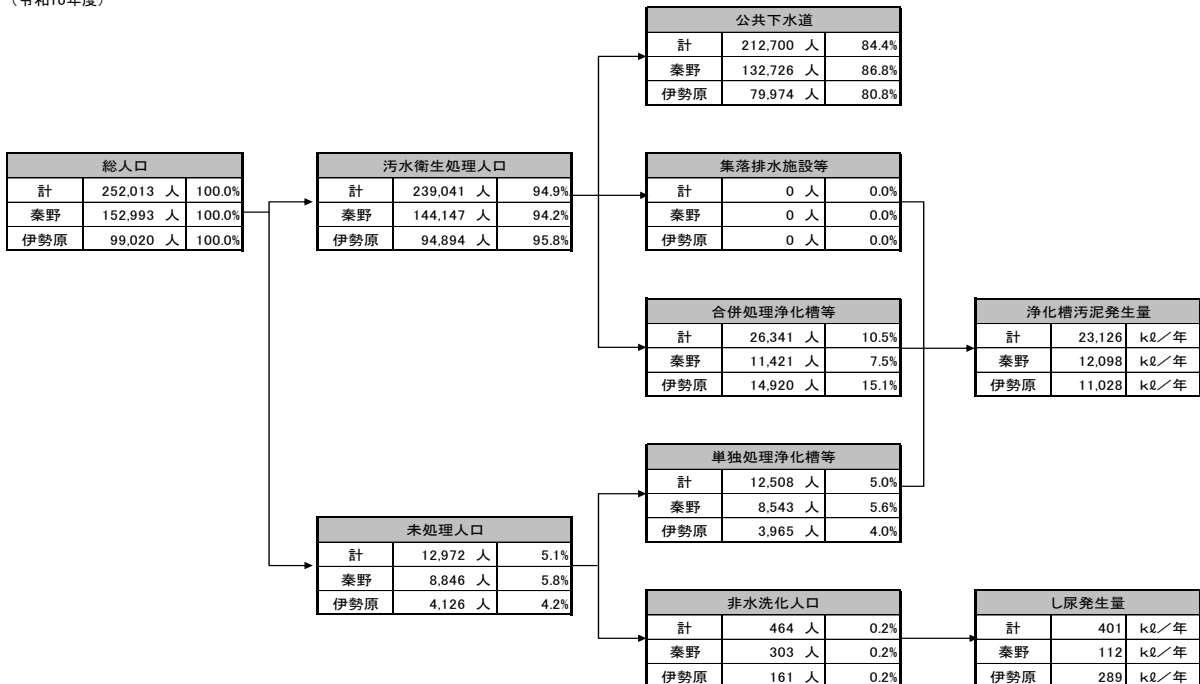 （令和10年度）
公共下水道
計 212,700 人 84.4%
秦野 132,726 人 86.8%
伊勢原 79,974 人 80.8%
総人口
計 252,013 人 100.0%
秦野 152,993 人 100.0%
伊勢原 99,020 人 100.0%
汚水衛生処理人口
計 239,041 人 94.9%
秦野 144,147 人 94.2%
伊勢原 94,894 人 95.8%
集落排水施設等
計 0 人 0.0%
秦野 0 人 0.0%
伊勢原 0 人 0.0%
合併処理浄化槽等
計 26,341 人 10.5%
秦野 11,421 人 7.5%
伊勢原 14,920 人 15.1%
浄化槽汚泥発生量
計 23,126 kℓ／年
秦野 12,098 kℓ／年
伊勢原 11,028 kℓ／年
単独処理浄化槽等
計 12,508 人 5.0%
秦野 8,543 人 5.6%
伊勢原 3,965 人 4.0%
未処理人口
計 12,972 人 5.1%
秦野 8,846 人 5.8%
伊勢原 4,126 人 4.2%
非水洗化人口
計 464 人 0.2%
秦野 303 人 0.2%
伊勢原 161 人 0.2%
し尿発生量
計 401 kℓ／年
秦野 112 kℓ／年
伊勢原 289 kℓ／年